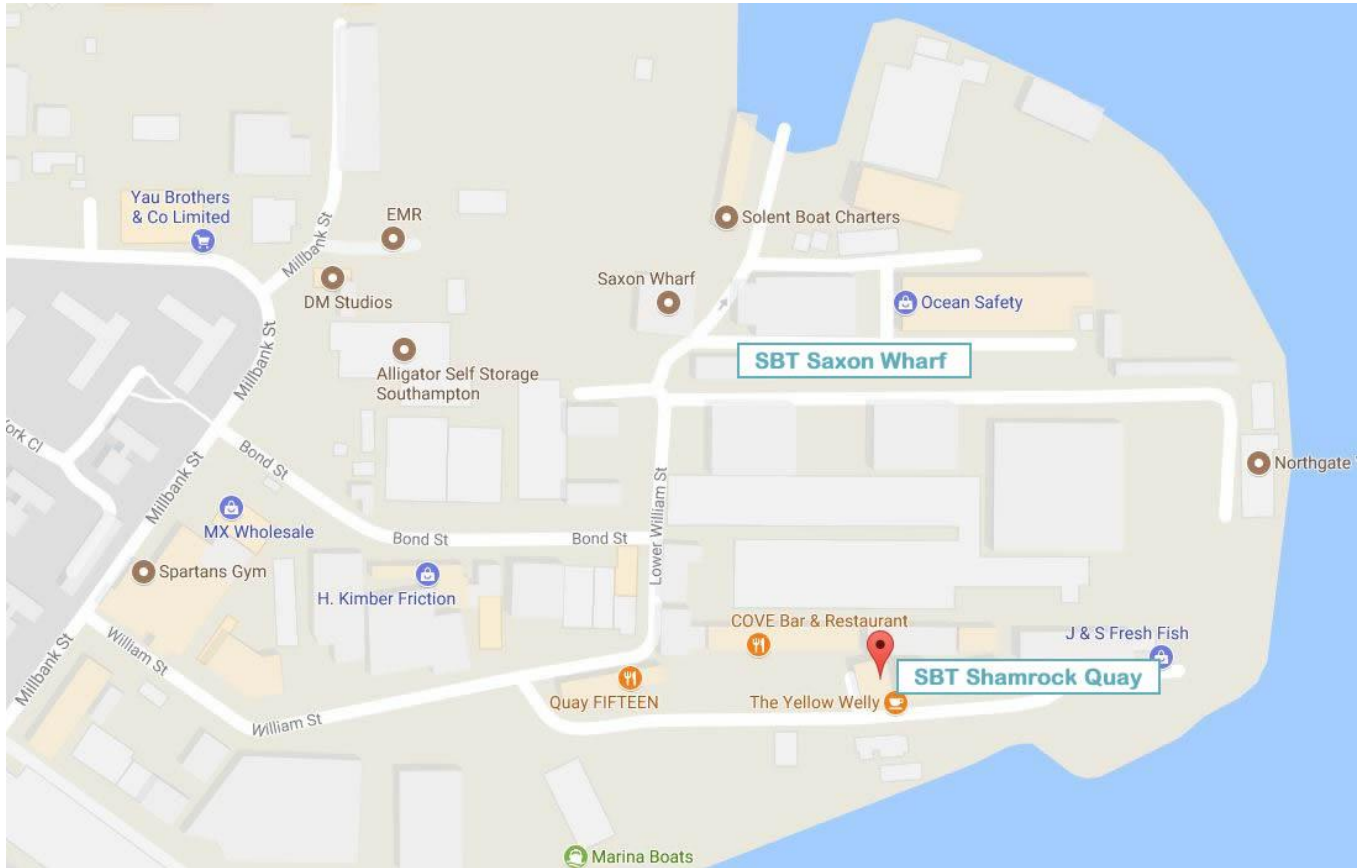 Yau Brothers
& Co Limited
EMR
Millbank St
DM Studios
Solent Boat Charters
Saxon Wharf
Ocean Safety
SBT Saxon Wharf
Alligator Self Storage
Southampton
Millbank St
York Cl
Bond St
Millbank St
MX Wholesale
Bond St
Bond St
Lower William St
Northgate
Spartans Gym
H. Kimber Friction
COVE Bar & Restaurant
J & S Fresh Fish
William St
Millbank St
SBT Shamrock Quay
Quay FIFTEEN
The Yellow Welly
William St
Marina Boats